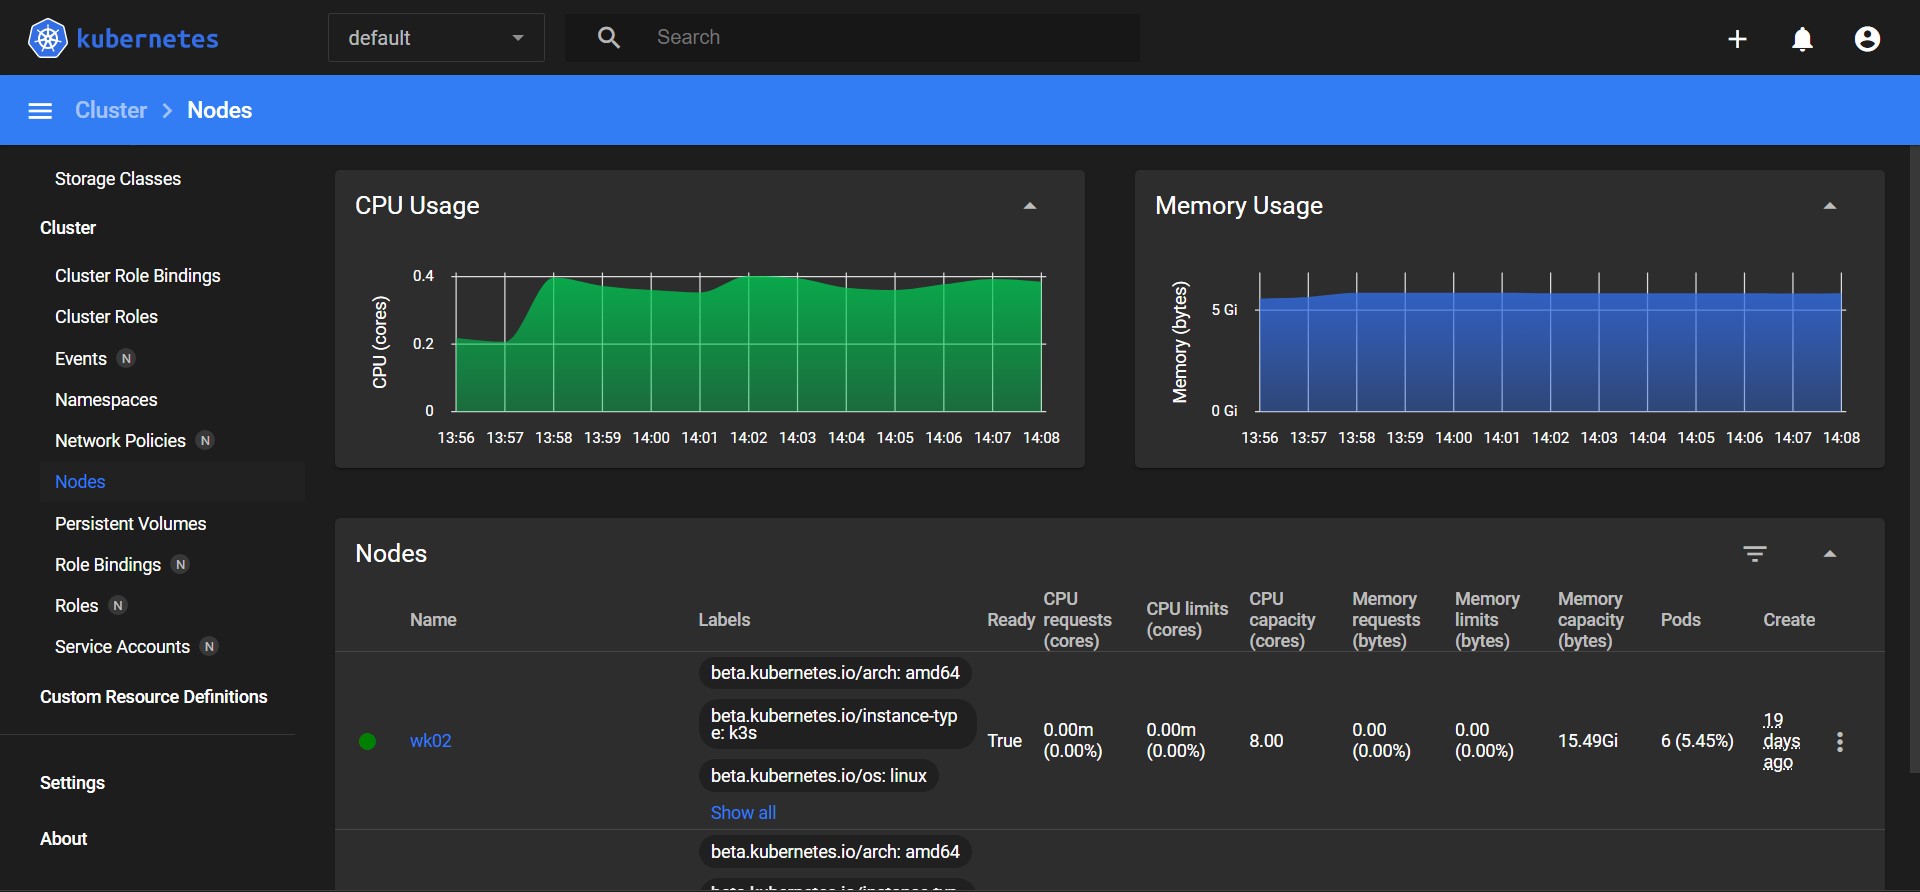 kubernetes
default
Search
Cluster
Nodes
Storage Classes
Cluster
Cluster Role Bindings
Cluster Roles
Events N
Namespaces
Network Policies N
Nodes
Persistent Volumes
Role Bindings N
Roles N
Service Accounts N
Custom Resource Definitions
Settings
About
CPU Usage
CPU (cores)
0.4
0.2
0
13:56 13:57 13:58 13:59 14:00 14:01 14:02 14:03 14:04 14:05 14:06 14:07 14:08
Memory Usage
Memory (bytes)
5 Gi
0 Gi
13:56 13:57 13:58 13:59 14:00 14:01 14:02 14:03 14:04 14:05 14:06 14:07 14:08
Nodes
Name
Labels
Ready
CPU
requests
(cores)
CPU limits
(cores)
CPU
capacity
(cores)
Memory
requests
(bytes)
Memory
limits
(bytes)
Memory
capacity
(bytes)
Pods
Create
wk02
beta.kubernetes.io/arch: amd64
beta.kubernetes.io/instance-typ
e: k3s
beta.kubernetes.io/os: linux
Show all
True
0.00m
(0.00%)
0.00m
(0.00%)
8.00
0.00
(0.00%)
0.00
(0.00%)
15.49Gi
6 (5.45%)
19
days
ago
beta.kubernetes.io/arch: amd64